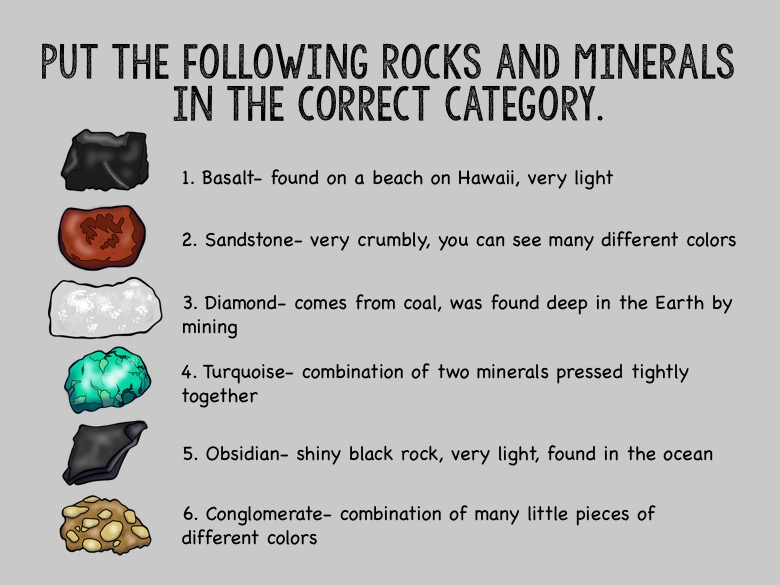 PUT THE FOLLOWING ROCKS AND MINERALS
IN THE CORRECT CATEGORY.
1. Basalt- found on a beach on Hawaii, very light
2. Sandstone- very crumbly, you can see many different colors
3. Diamond- comes from coal, was found deep in the Earth by
mining
4. Turquoise- combination of two minerals pressed tightly
together
5. Obsidian- shiny black rock, very light, found in the ocean
6. Conglomerate- combination of many little pieces of
different colors